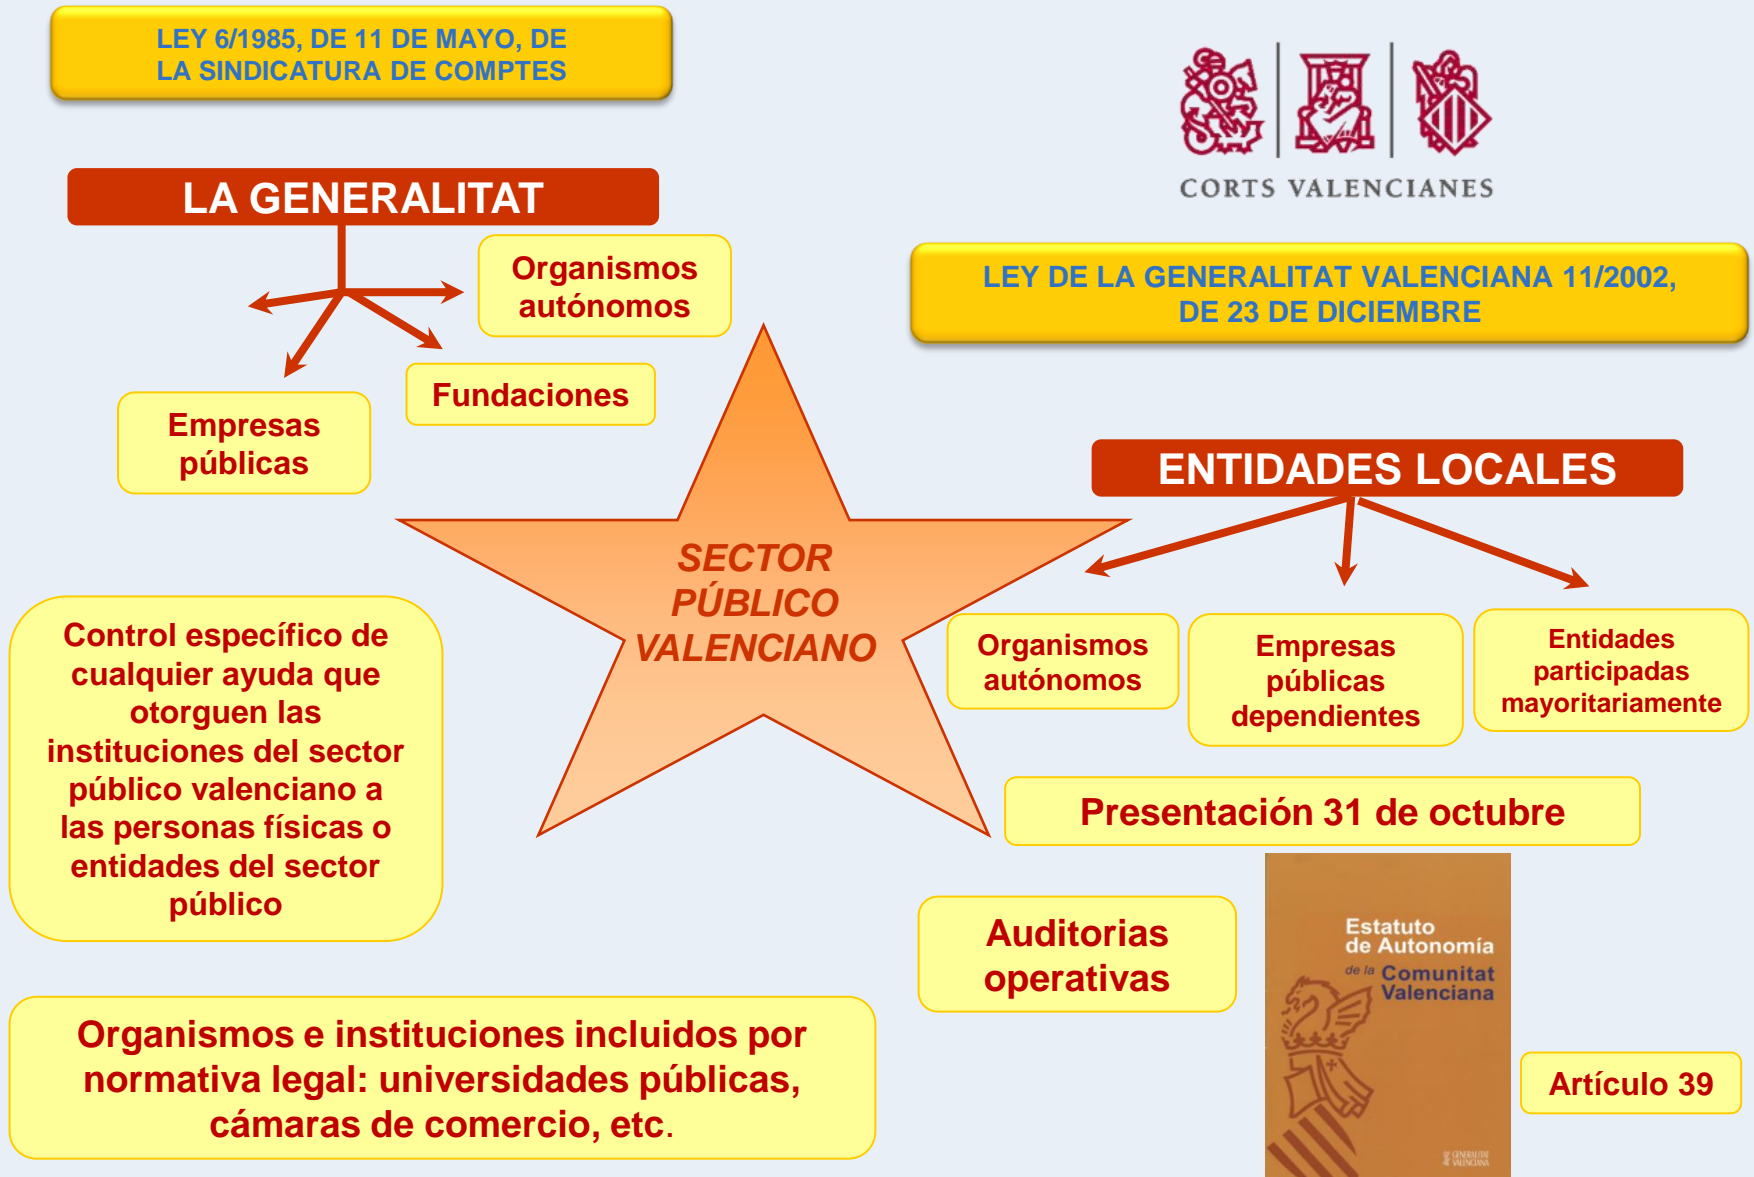 LEY 6/1985, DE 11 DE MAYO, DE
LA SINDICATURA DE COMPTES
CORTS VALENCIANES
LA GENERALITAT
Organismos
autónomos
Fundaciones
Empresas
públicas
LEY DE LA GENERALITAT VALENCIANA 11/2002,
DE 23 DE DICIEMBRE
ENTIDADES LOCALES
SECTOR
PÚBLICO
VALENCIANO
Organismos
autónomos
Empresas
públicas
dependientes
Entidades
participadas
mayoritariamente
Control específico de
cualquier ayuda que
otorguen las
instituciones del sector
público valenciano a
las personas físicas o
entidades del sector
público
Presentación 31 de octubre
Auditorias
operativas
Estatuto
de Autonomía
de la Comunitat
Valenciana
GENERALITAT
VALENCIANA
Artículo 39
Organismos e instituciones incluidos por
normativa legal: universidades públicas,
cámaras de comercio, etc.